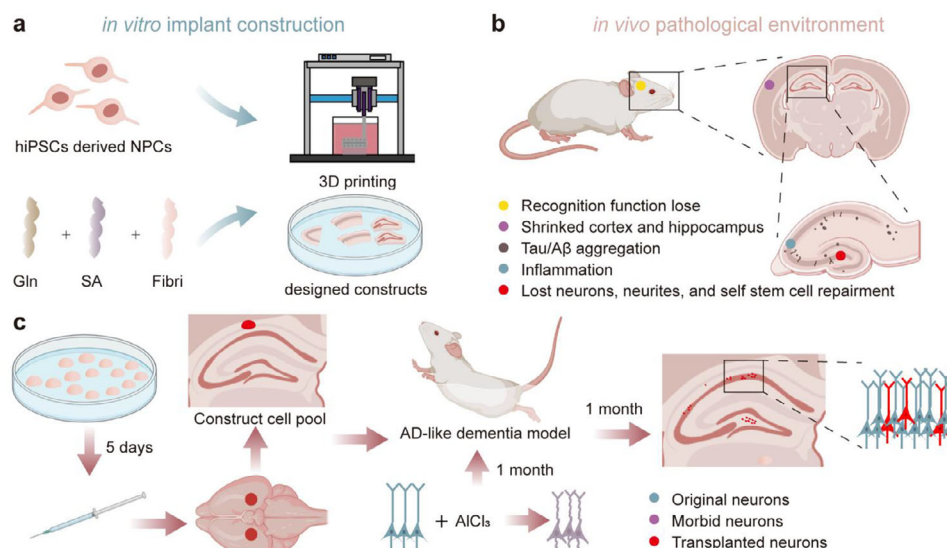 a
in vitro implant construction
hiPSCs derived NPCs
3D printing
Gln + SA + Fibri
designed constructs
b
in vivo pathological envitronment
Recognition function lose
Shrinked cortex and hippocampus
Tau/Aβ aggregation
Inflammation
Lost neurons, neurites, and self stem cell repairment
c
5 days
Construct cell pool
AD-like dementia model
1 month
+ AlCl₃
1 month
Original neurons
Morbid neurons
Transplanted neurons